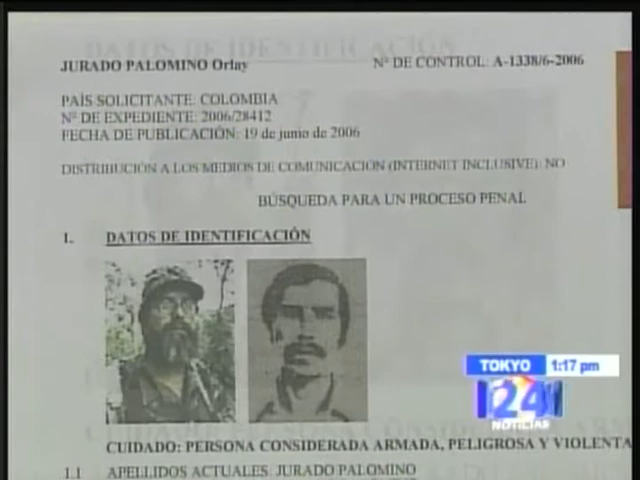 JURADO PALOMINO Orlay
Nº DE CONTROL: A-1338/6-2006
PAÍS SOLICITANTE: COLOMBIA
Nº DE EXPEDIENTE: 2006/28412
FECHA DE PUBLICACIÓN: 19 de junio de 2006
DISTRIBUCIÓN A LOS MEDIOS DE COMUNICACIÓN (INTERNET INCLUSIVE): NO
BÚSQUEDA PARA UN PROCESO PENAL
1. DATOS DE IDENTIFICACIÓN
TOKYO 1:17 pm
24
NOTICIAS
CUIDADO: PERSONA CONSIDERADA ARMADA, PELIGROSA Y VIOLENTA
1.1 APELLIDOS ACTUALES: JURADO PALOMINO